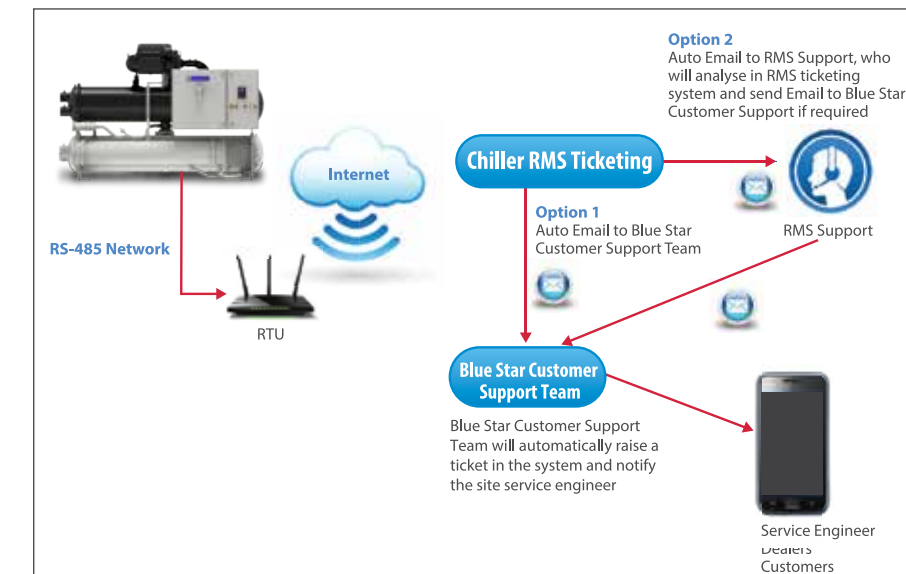 Option 2
Auto Email to RMS Support, who
will analyse in RMS ticketing
system and send Email to Blue Star
Customer Support if required
Chiller RMS Ticketing
Internet
Option 1
Auto Email to Blue Star
Customer Support Team
RMS Support
RS-485 Network
RTU
Blue Star Customer
Support Team
Blue Star Customer Support
Team will automatically raise a
ticket in the system and notify
the site service engineer
Service Engineer
Dealers
Customers